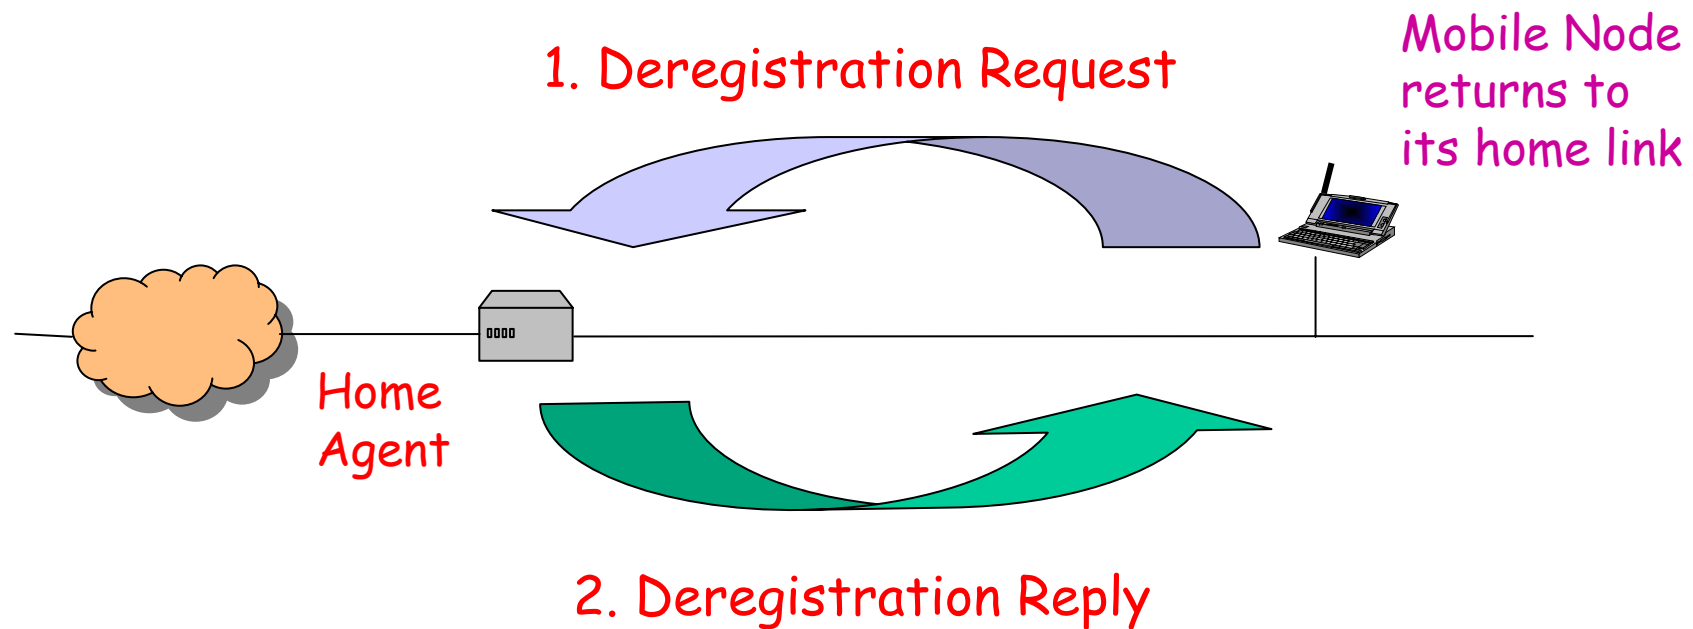 1. Deregistration Request
Mobile Node
returns to
its home link
Home
Agent
2. Deregistration Reply